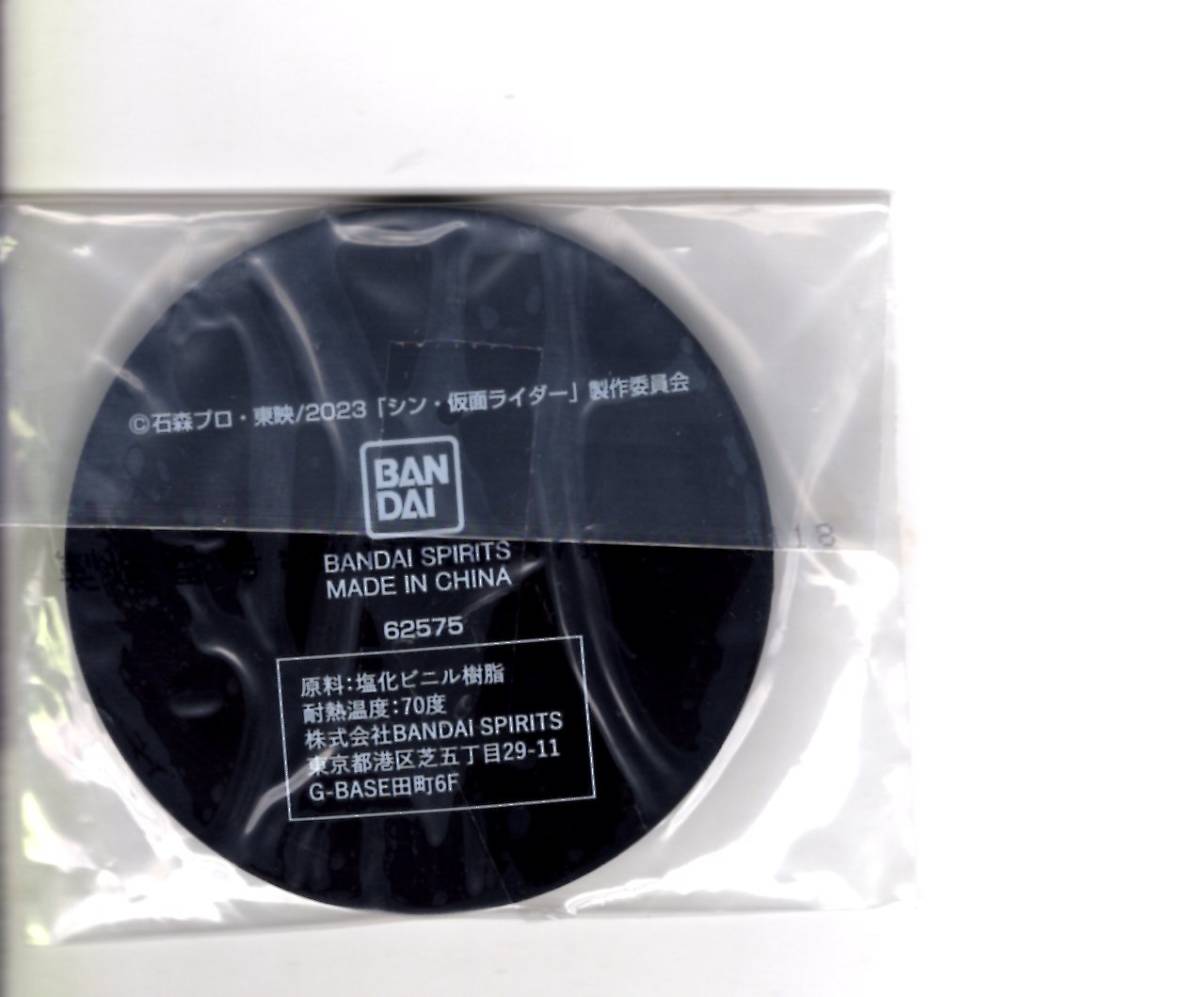 ©石森プロ・東映/2023「シン・仮面ライダー」製作委員会
BAN
DAI
BANDAI SPIRITS
MADE IN CHINA
62575
原料:塩化ビニル樹脂
耐熱温度:70度
株式会社BANDAI SPIRITS
東京都港区芝五丁目29-11
G-BASE田町6F